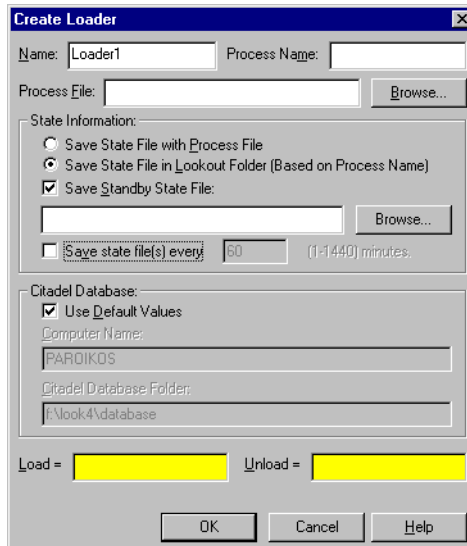 Create Loader
Name: Loader1 Process Name:
Process File: Browse...
State Information:
Save State File with Process File
Save State File in Lookout Folder (Based on Process Name)
Save Standby State File:
Browse...
Save state file(s) every 60 (1-1440) minutes.
Citadel Database:
Use Default Values
Computer Name:
PAROIKOS
Citadel Database Folder:
f:\look4\database
Load = Unload =
OK Cancel Help